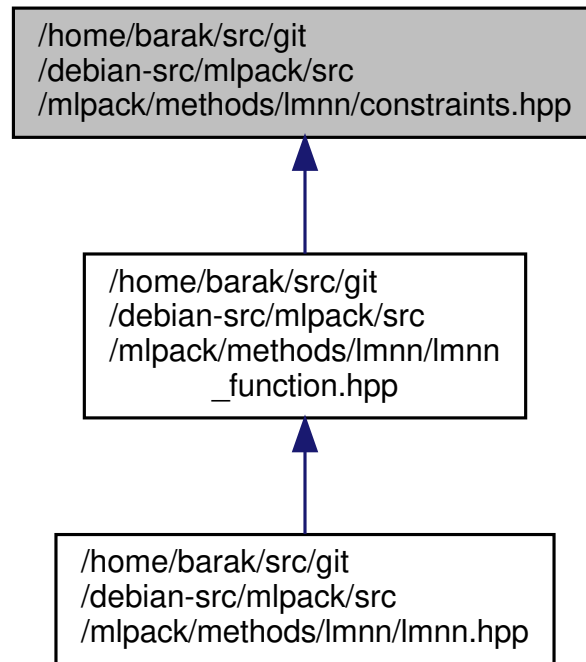 /home/barak/src/git
/debian-src/mlpack/src
/mlpack/methods/lmnn/constraints.hpp
/home/barak/src/git
/debian-src/mlpack/src
/mlpack/methods/lmnn/lmnn
_function.hpp
/home/barak/src/git
/debian-src/mlpack/src
/mlpack/methods/lmnn/lmnn.hpp